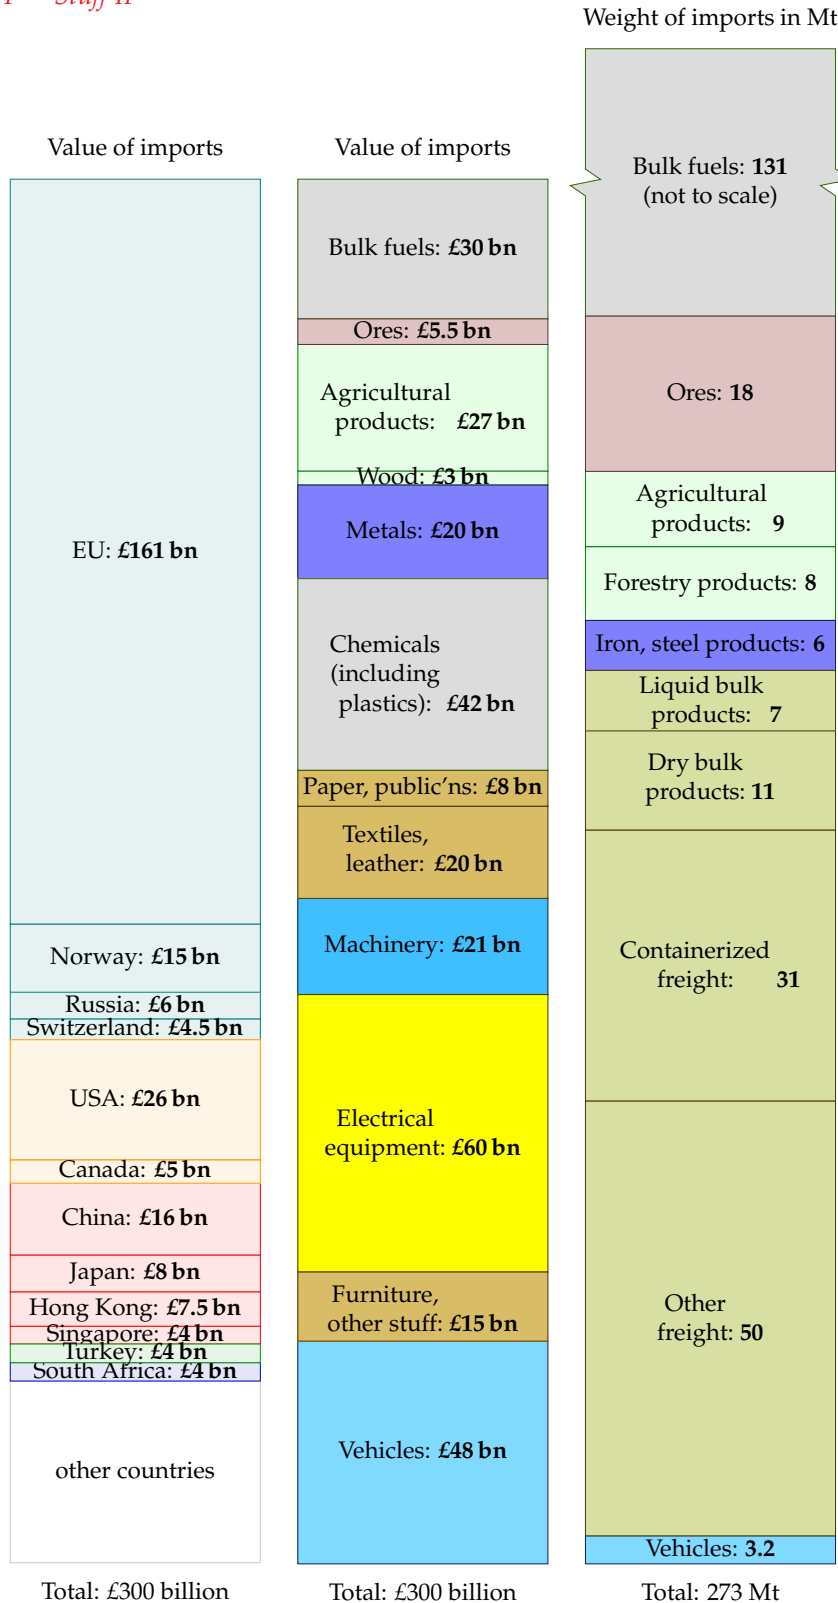 Stuff II
Value of imports
EU: £161 bn
Norway: £15 bn
Russia: £6 bn
Switzerland: £4.5 bn
USA: £26 bn
Canada: £5 bn
China: £16 bn
Japan: £8 bn
Hong Kong: £7.5 bn
Singapore: £4 bn
Turkey: £4 bn
South Africa: £4 bn
other countries
Total: £300 billion
Value of imports
Bulk fuels: £30 bn
Ores: £5.5 bn
Agricultural
products: £27 bn
Wood: £3 bn
Metals: £20 bn
Chemicals
(including
plastics): £42 bn
Paper, public'ns: £8 bn
Textiles,
leather: £20 bn
Machinery: £21 bn
Electrical
equipment: £60 bn
Furniture,
other stuff: £15 bn
Vehicles: £48 bn
Total: £300 billion
Weight of imports in Mt
Bulk fuels: 131
(not to scale)
Ores: 18
Agricultural
products: 9
Forestry products: 8
Iron, steel products: 6
Liquid bulk
products: 7
Dry bulk
products: 11
Containerized
freight: 31
Other
freight: 50
Vehicles: 3.2
Total: 273 Mt